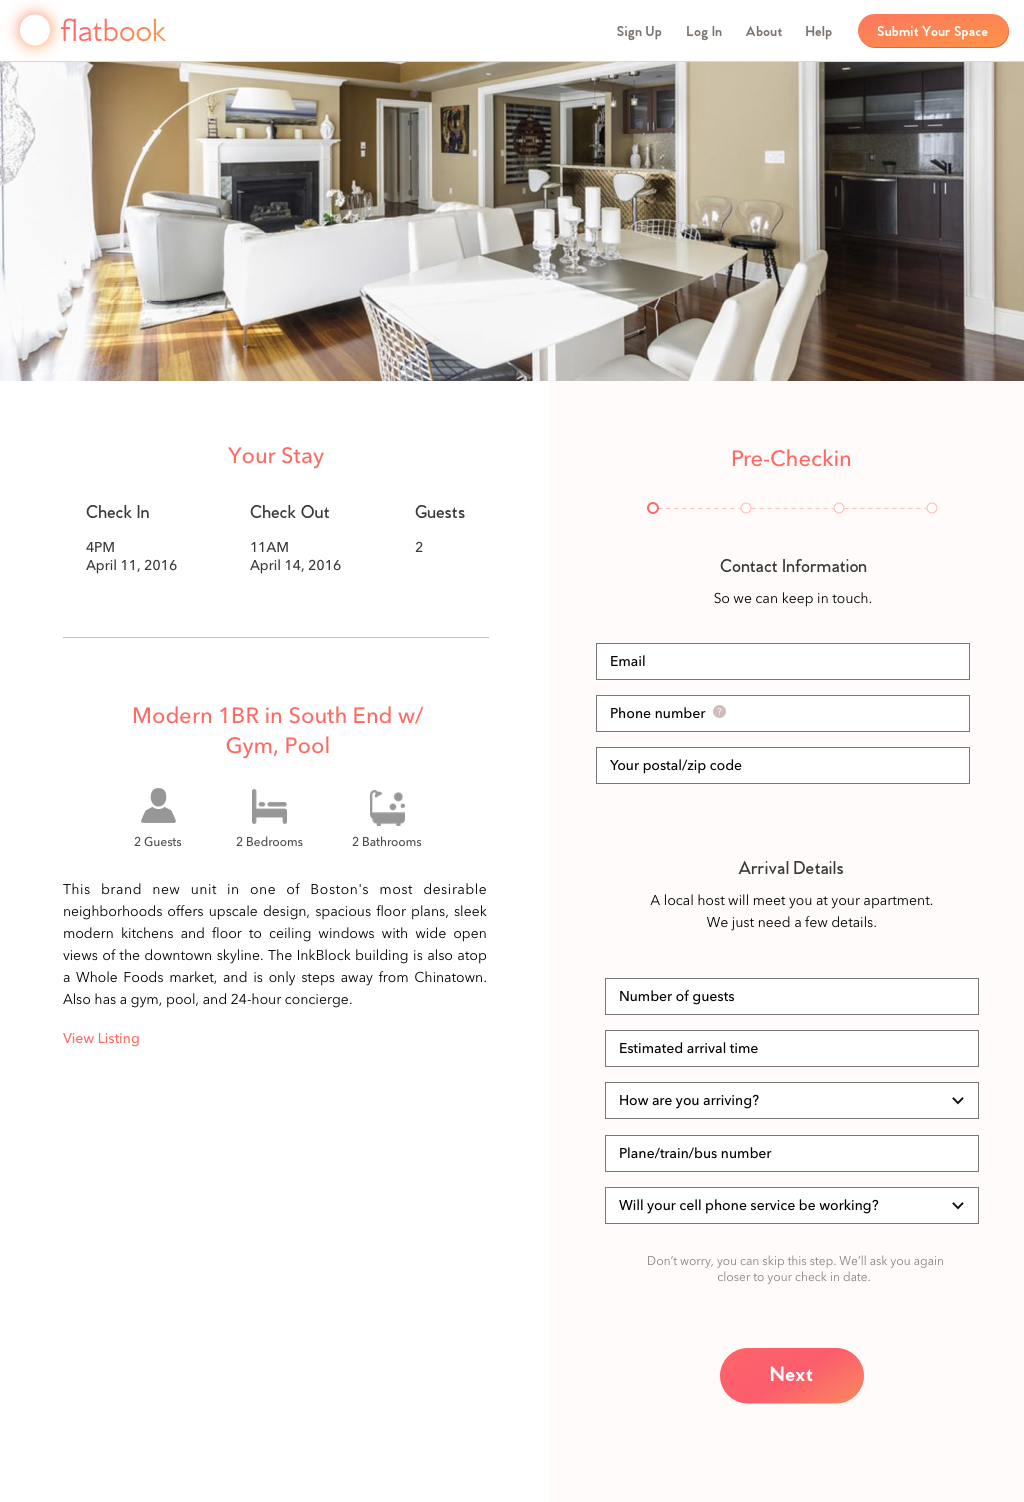 flatbook
Sign Up
Log In
About
Help
Submit Your Space
Your Stay
Check In
Check Out
Guests
4PM
11AM
2
April 11, 2016
April 14, 2016
Modern 1BR in South End w/
Gym, Pool
2 Guests
2 Bedrooms
2 Bathrooms
This brand new unit in one of Boston's most desirable
neighborhoods offers upscale design, spacious floor plans, sleek
modern kitchens and floor to ceiling windows with wide open
views of the downtown skyline. The InkBlock building is also atop
a Whole Foods market, and is only steps away from Chinatown.
Also has a gym, pool, and 24-hour concierge.
View Listing
Pre-Checkin
Contact Information
So we can keep in touch.
Email
Phone number ?
Your postal/zip code
Arrival Details
A local host will meet you at your apartment.
We just need a few details.
Number of guests
Estimated arrival time
How are you arriving?
Plane/train/bus number
Will your cell phone service be working?
Don't worry, you can skip this step. We'll ask you again
closer to your check in date.
Next